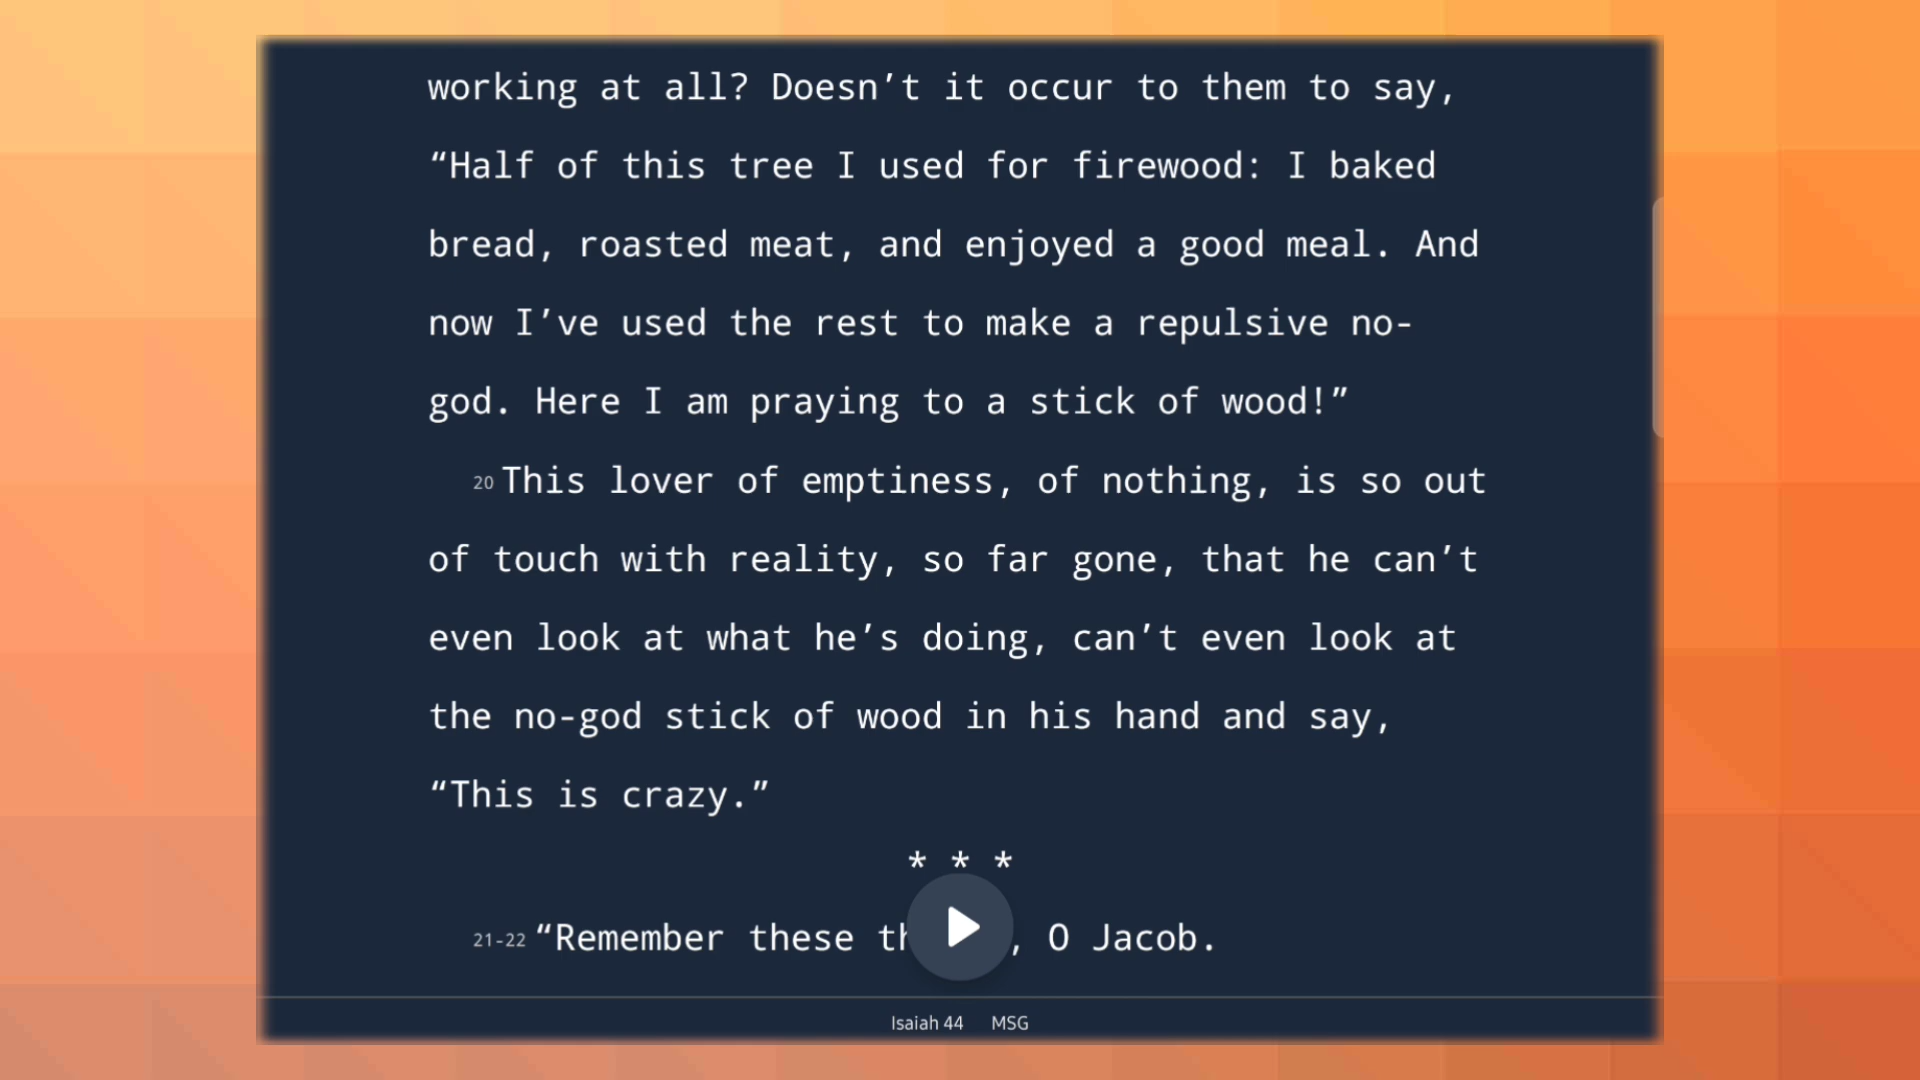 working at all? Doesn’t it occur to them to say,
“Half of this tree I used for firewood: I baked
bread, roasted meat, and enjoyed a good meal. And
now I’ve used the rest to make a repulsive no-
god. Here I am praying to a stick of wood!”
20 This lover of emptiness, of nothing, is so out
of touch with reality, so far gone, that he can’t
even look at what he’s doing, can’t even look at
the no-god stick of wood in his hand and say,
“This is crazy.”
* * *
21-22 “Remember these , O Jacob.
Isaiah 44 MSG